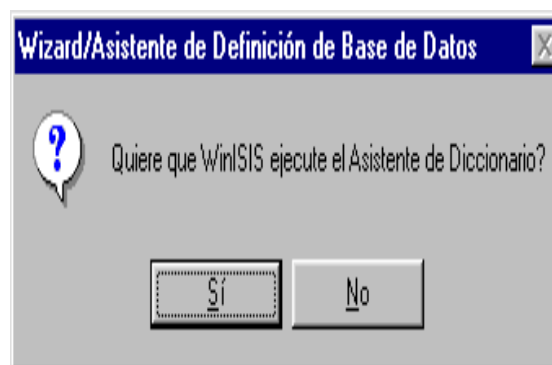 Wizard/Asistente de Definición de Base de Datos
?
Quiere que WinISIS ejecute el Asistente de Diccionario?
Sí
No